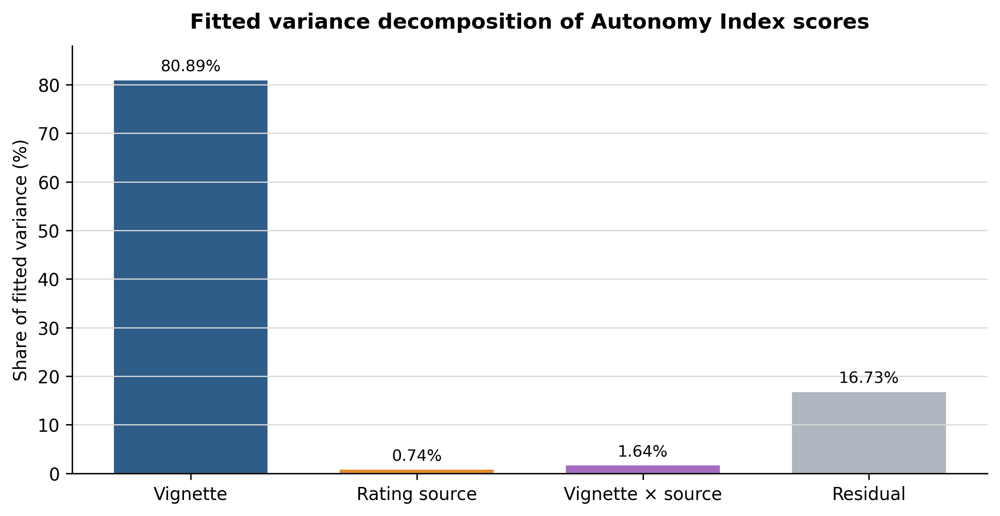 Fitted variance decomposition of Autonomy Index scores
Share of fitted variance (%)
80
70
60
50
40
30
20
10
0
80.89%
0.74%
1.64%
16.73%
Vignette
Rating source
Vignette × source
Residual